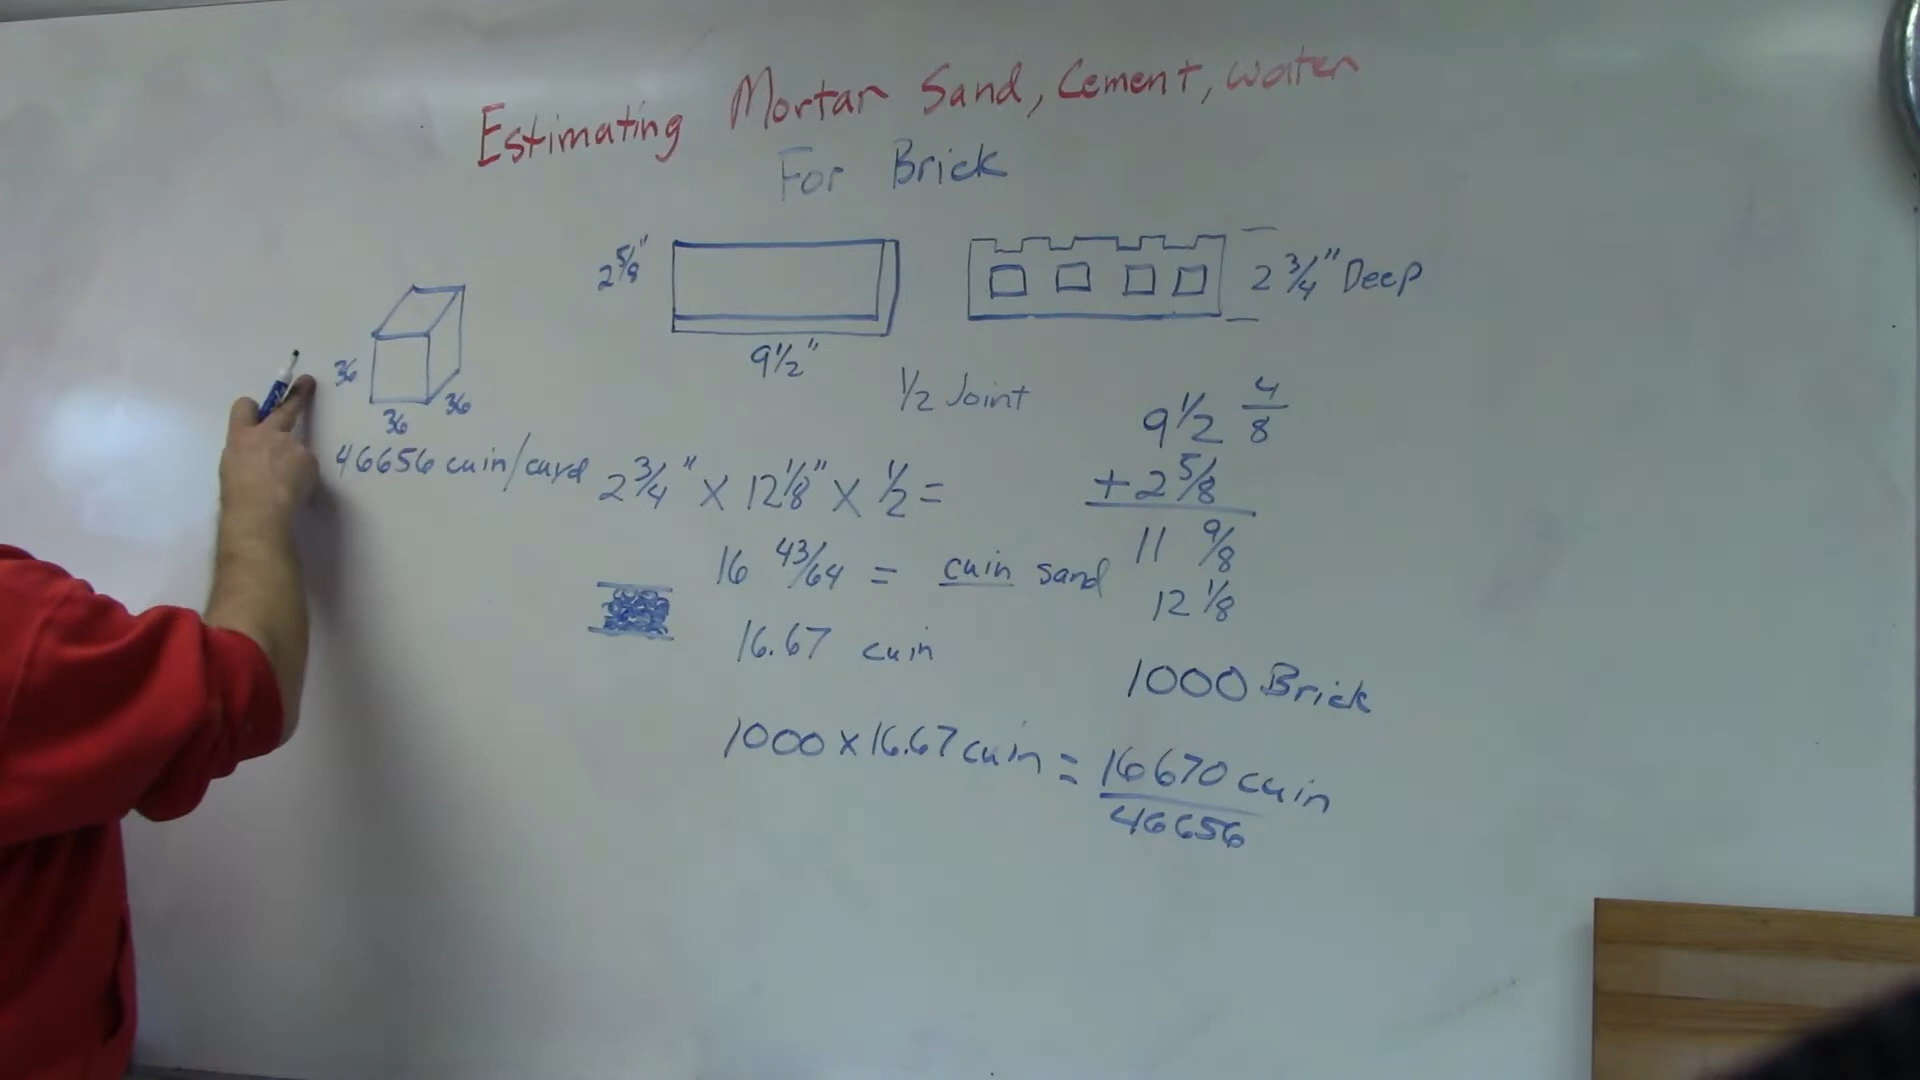 Estimating Mortar Sand, Cement, Water
For Brick
2 5/8"
9 1/2"
2 3/4" Deep
1/2 Joint
36
36
36
46656 cuin/cuyd
2 3/4" X 12 1/8" X 1/2 =
16 43/64 = cuin sand
16.67 cuin
9 1/2 4/8
+ 2 5/8
11 9/8
12 1/8
1000 Brick
1000 x 16.67 cuin = 16670 cuin
46656